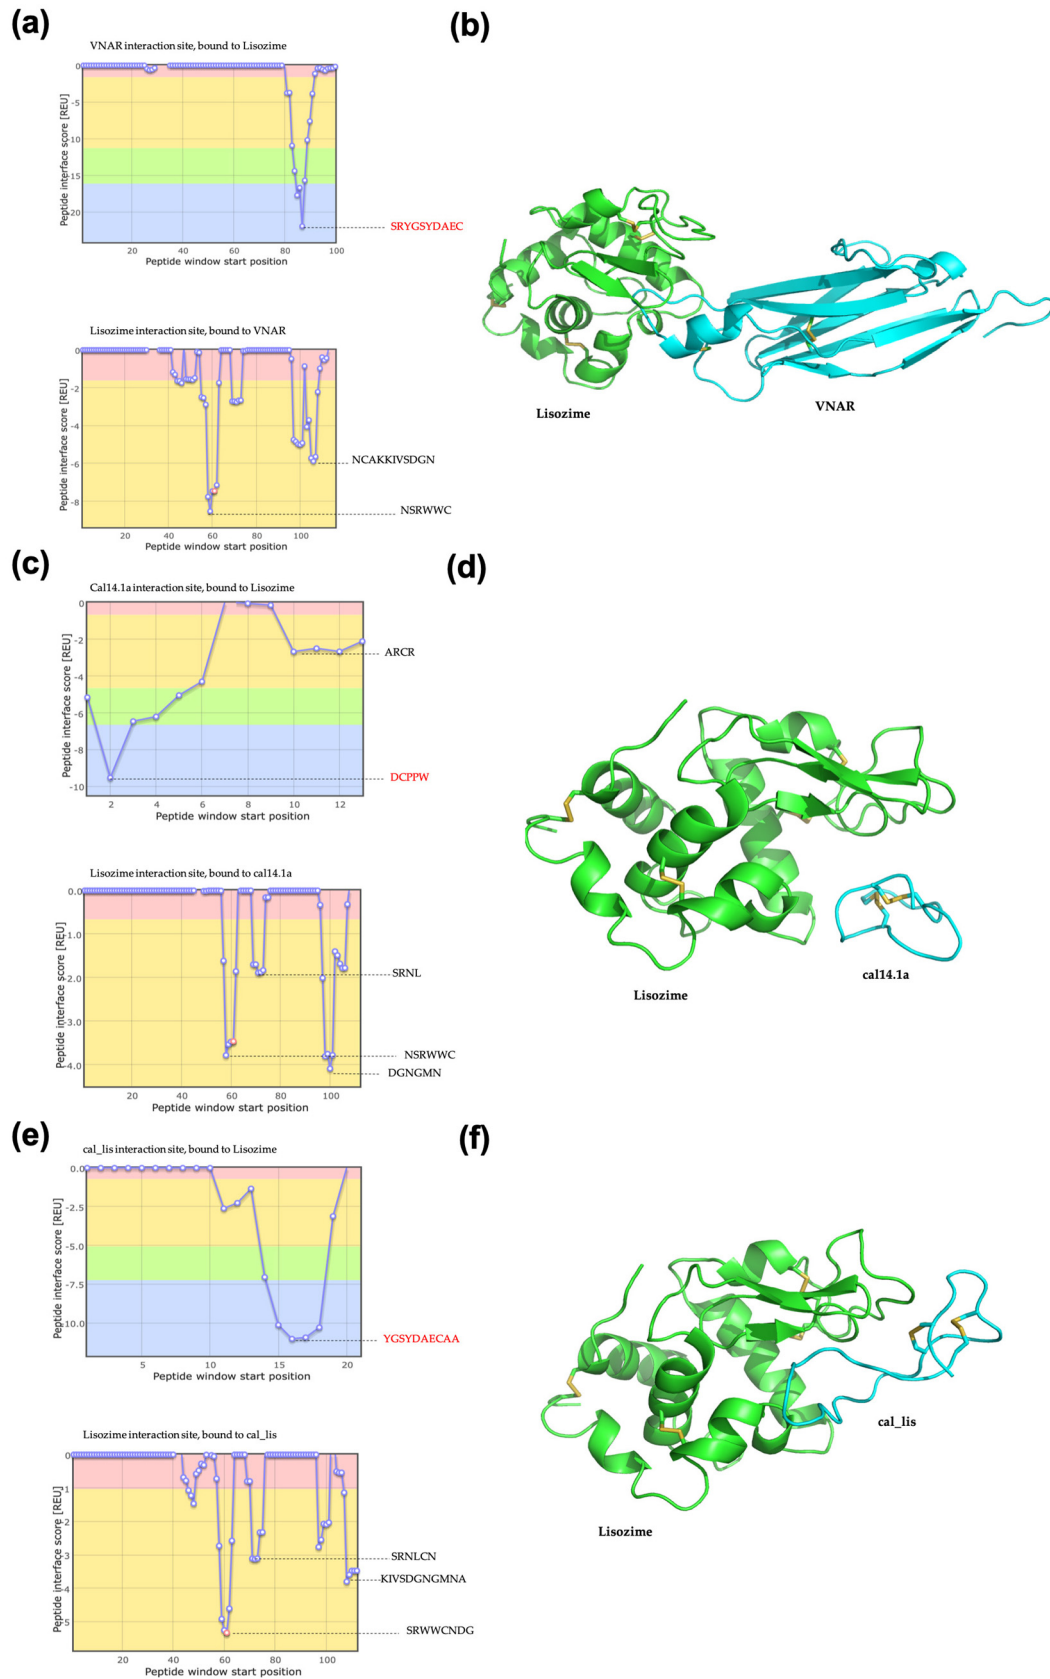 (a)
VNAR interaction site, bound to Lisozime
Peptide interface score [REU]
0
-5
-10
-15
-20
SRYGSYDAEC
20 40 60 80 100
Peptide window start position
Lisozime interaction site, bound to VNAR
Peptide interface score [REU]
0
-2
-4
-6
-8
NCAKKIVSDGN
NSRWWC
20 40 60 80 100
Peptide window start position
(b)
Lisozime
VNAR
(c)
Cal14.1a interaction site, bound to Lisozime
Peptide interface score [REU]
0
-2
-4
-6
-8
-10
ARCR
DCPPW
2 4 6 8 10 12
Peptide window start position
Lisozime interaction site, bound to cal14.1a
Peptide interface score [REU]
0.0
-1.0
-2.0
-3.0
-4.0
SRNL
NSRWWC
DGNGMN
20 40 60 80 100
Peptide window start position
(d)
Lisozime
cal14.1a
(e)
cal_lis interaction site, bound to Lisozime
Peptide interface score [REU]
0.0
-2.5
-5.0
-7.5
-10.0
YGSYDAECAA
5 10 15 20
Peptide window start position
Lisozime interaction site, bound to cal_lis
Peptide interface score [REU]
0
-1
-2
-3
-4
-5
SRNLCN
KIVSDGNGMNA
SRWWCNDG
20 40 60 80 100
Peptide window start position
(f)
cal_lis
Lisozime